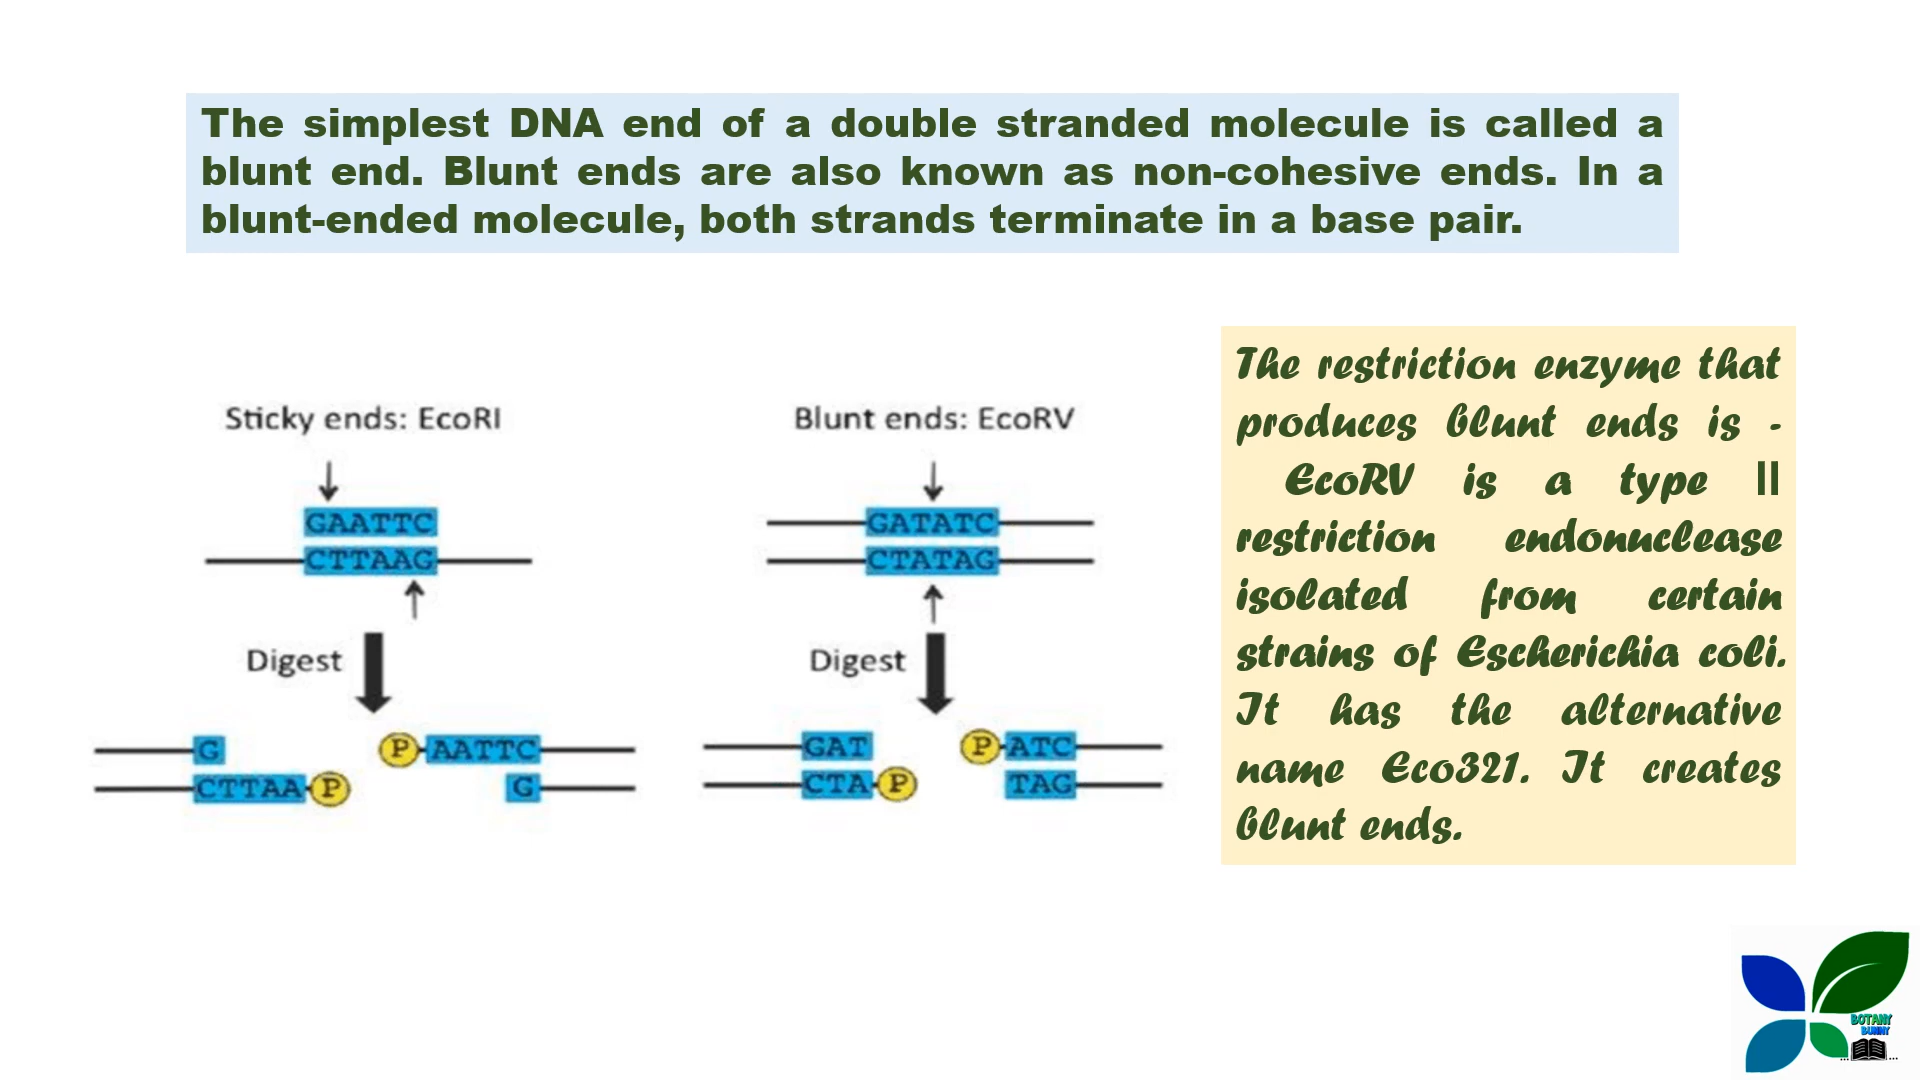 The simplest DNA end of a double stranded molecule is called a
blunt end. Blunt ends are also known as non-cohesive ends. In a
blunt-ended molecule, both strands terminate in a base pair.
Sticky ends: EcoRI
GAATTC
CTTAAG
Digest
G P AATTC
CTTAA P G
Blunt ends: EcoRV
GATATC
CTATAG
Digest
GAT P ATC
CTA P TAG
The restriction enzyme that
produces blunt ends is -
EcoRV is a type II
restriction endonuclease
isolated from certain
strains of Escherichia coli.
It has the alternative
name Eco321. It creates
blunt ends.
BOTANY
BUNNY